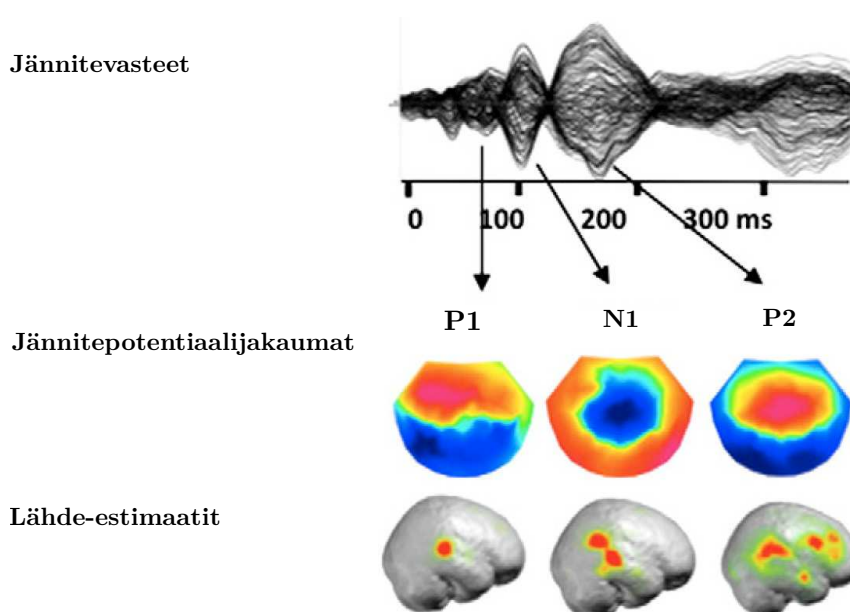 Jännitevasteet
0 100 200 300 ms
P1 N1 P2
Jännitepotentiaalijakaumat
Lähde-estimaatit